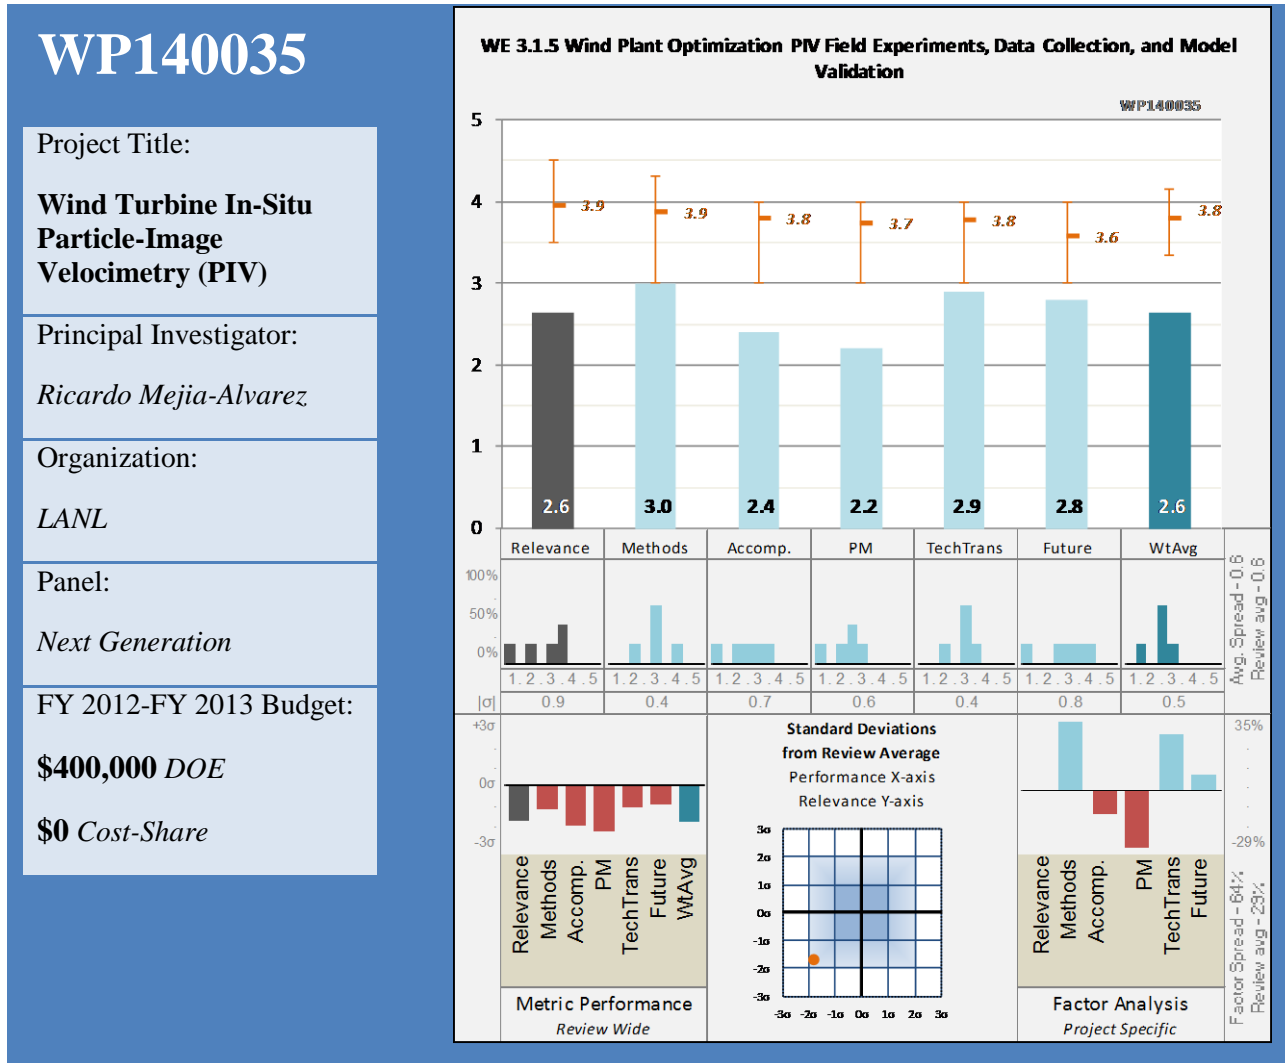 WP140035
Project Title:
Wind Turbine In-Situ
Particle-Image
Velocimetry (PIV)
Principal Investigator:
Ricardo Mejia-Alvarez
Organization:
LANL
Panel:
Next Generation
FY 2012-FY 2013 Budget:
$400,000 DOE
$0 Cost-Share
WE 3.1.5 Wind Plant Optimization PIV Field Experiments, Data Collection, and Model
Validation
WP140035
5
4
3
2
1
0
3.9 3.9 3.8 3.7 3.8 3.6 3.8
2.6 3.0 2.4 2.2 2.9 2.8 2.6
Relevance Methods Accomp. PM TechTrans Future WtAvg
100%
50%
0%
1 . 2 . 3 . 4 . 5 1 . 2 . 3 . 4 . 5 1 . 2 . 3 . 4 . 5 1 . 2 . 3 . 4 . 5 1 . 2 . 3 . 4 . 5 1 . 2 . 3 . 4 . 5 1 . 2 . 3 . 4 . 5
|σ| 0.9 0.4 0.7 0.6 0.4 0.8 0.5
Avg. Spread - 0.6
Review avg - 0.6
+3σ
0σ
-3σ
Relevance
Methods
Accomp.
PM
TechTrans
Future
WtAvg
Metric Performance
Review Wide
Standard Deviations
from Review Average
Performance X-axis
Relevance Y-axis
3σ
2σ
1σ
0σ
-1σ
-2σ
-3σ
-3σ -2σ -1σ 0σ 1σ 2σ 3σ
35%
-29%
Relevance
Methods
Accomp.
PM
TechTrans
Future
Factor Analysis
Project Specific
Factor Spread - 64%
Review avg - 29%